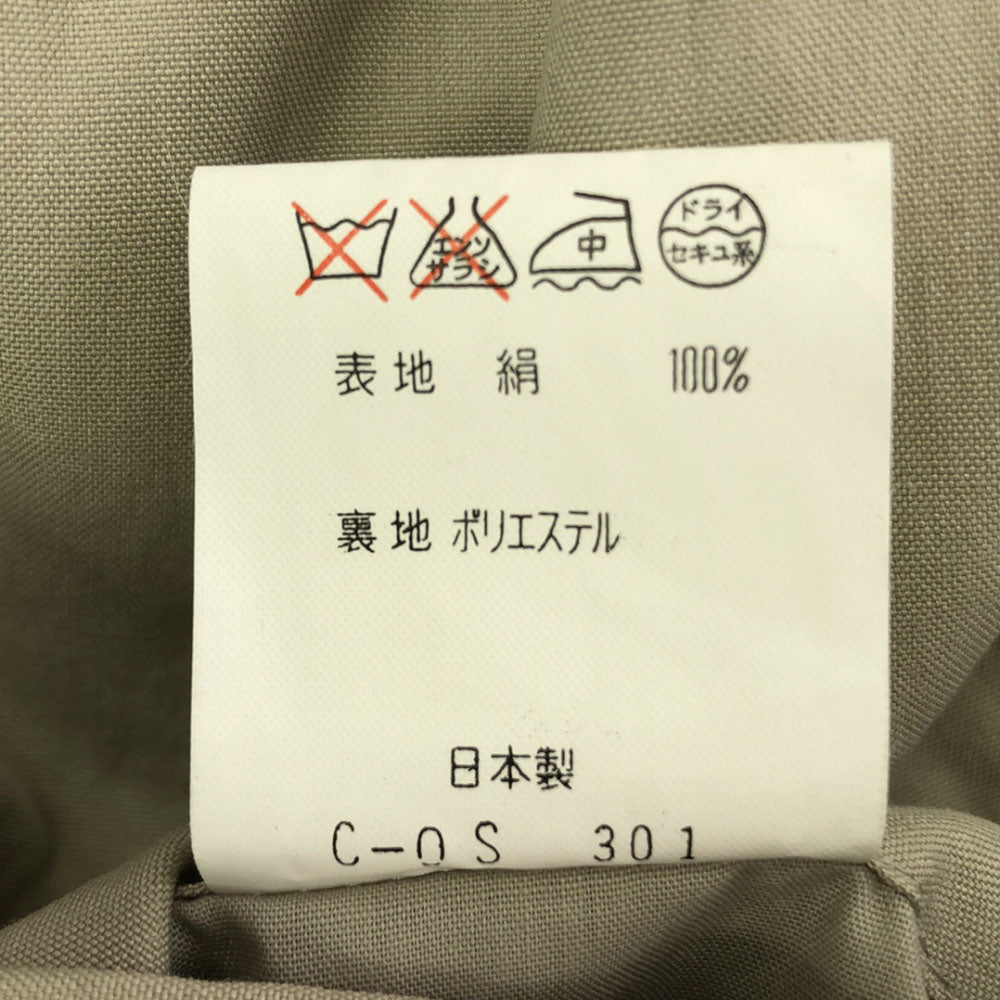 エンソ サラシ 中 ドライ セキユ系
表地 絹 100%
裏地 ポリエステル
日本製
C-0S 301